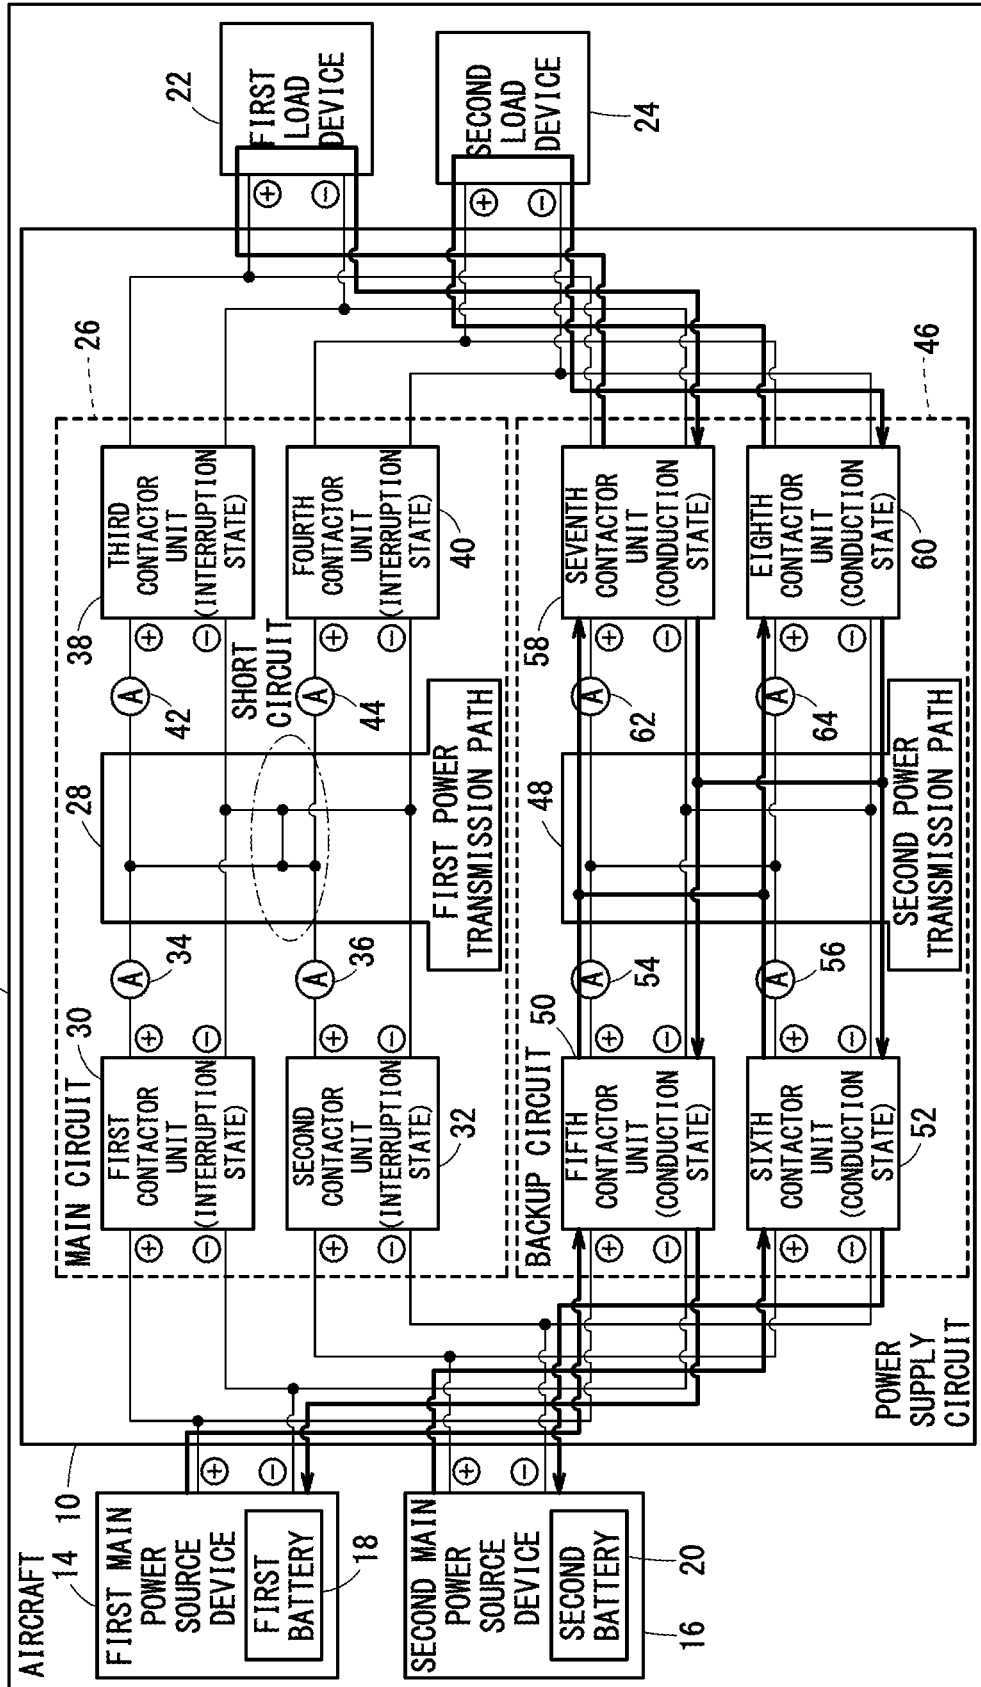 AIRCRAFT
10
14
FIRST MAIN
POWER
SOURCE
DEVICE
FIRST
BATTERY
18
SECOND MAIN
POWER
SOURCE
DEVICE
SECOND
BATTERY
20
16
POWER
SUPPLY
CIRCUIT
MAIN CIRCUIT
26
30
FIRST
CONTACTOR
UNIT
(INTERRUPTION
STATE)
+
−
+
−
A
34
28
A
42
38
THIRD
CONTACTOR
UNIT
(INTERRUPTION
STATE)
+
−
SHORT
CIRCUIT
SECOND
CONTACTOR
UNIT
(INTERRUPTION
STATE)
32
+
−
+
−
A
36
A
44
FOURTH
CONTACTOR
UNIT
(INTERRUPTION
STATE)
40
+
−
FIRST POWER
TRANSMISSION PATH
BACKUP CIRCUIT
46
50
FIFTH
CONTACTOR
UNIT
(CONDUCTION
STATE)
+
−
+
−
A
54
48
A
62
58
SEVENTH
CONTACTOR
UNIT
(CONDUCTION
STATE)
+
−
SIXTH
CONTACTOR
UNIT
(CONDUCTION
STATE)
52
+
−
+
−
A
56
A
64
EIGHTH
CONTACTOR
UNIT
(CONDUCTION
STATE)
60
+
−
SECOND POWER
TRANSMISSION PATH
22
FIRST
LOAD
DEVICE
+
−
SECOND
LOAD
DEVICE
24
+
−
+
−
+
−